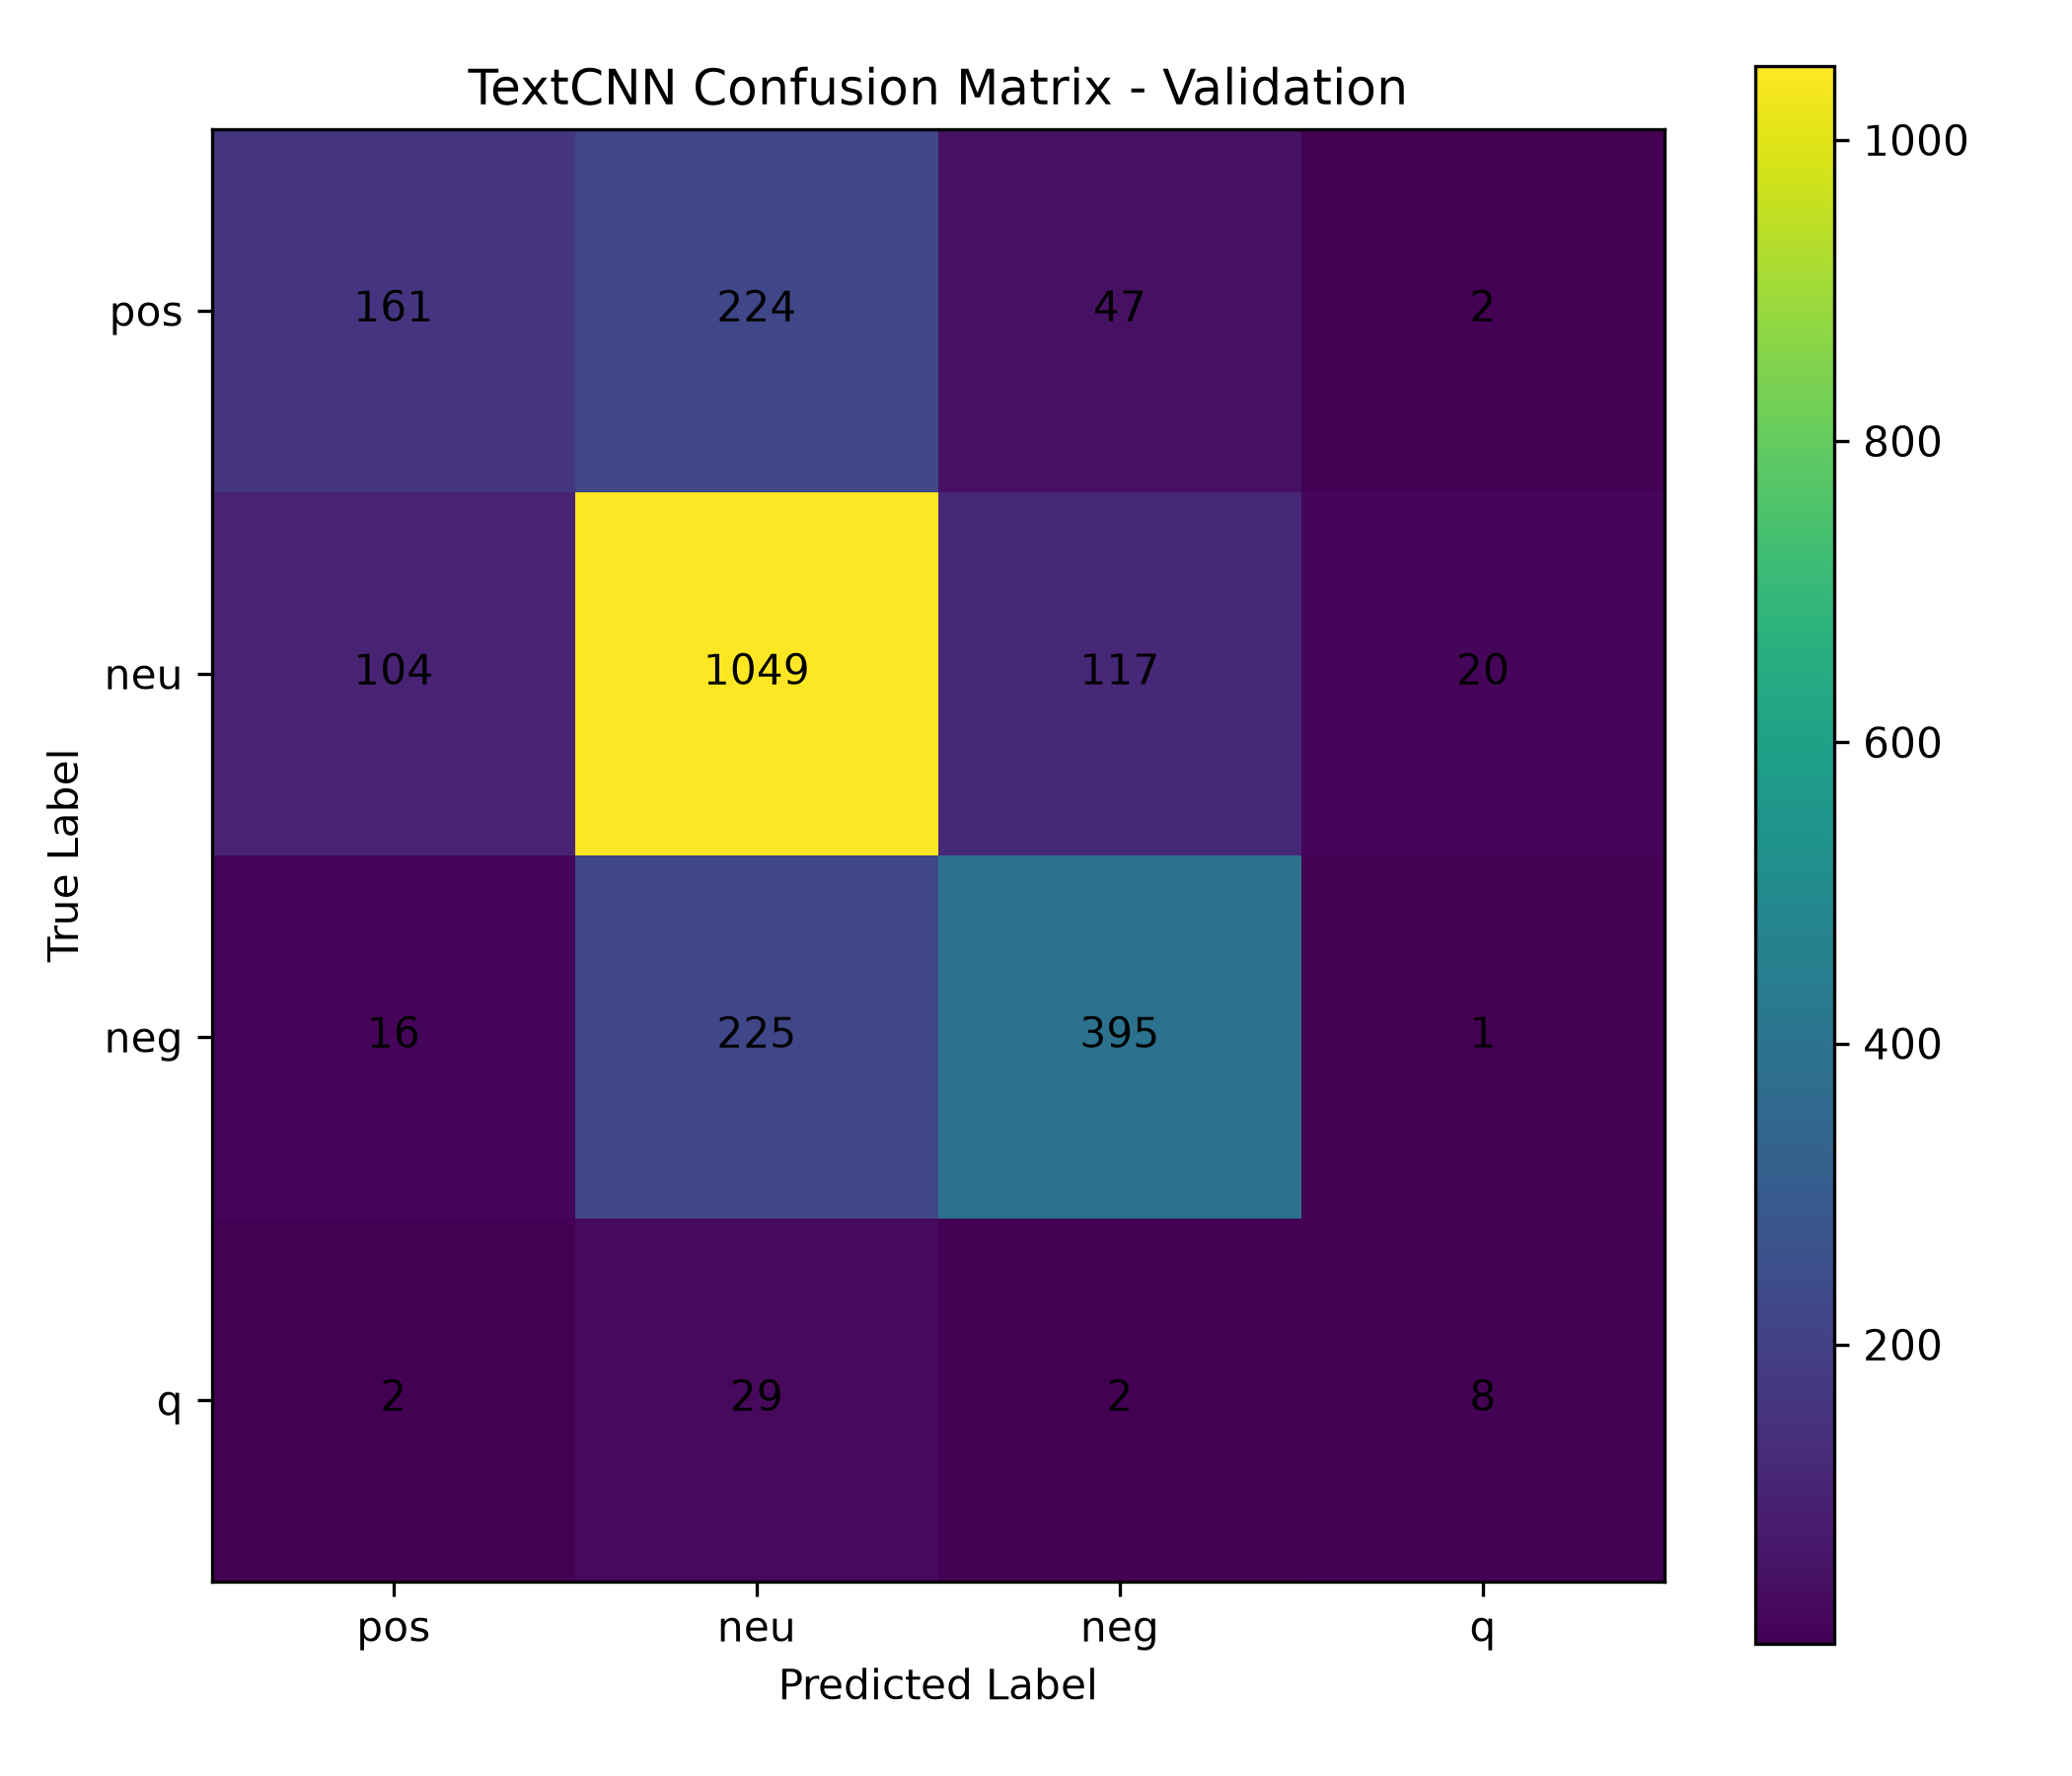 TextCNN Confusion Matrix - Validation
1000
800
600
400
200
True Label
pos 161 224 47 2
neu 104 1049 117 20
neg 16 225 395 1
q 2 29 2 8
pos neu neg q
Predicted Label